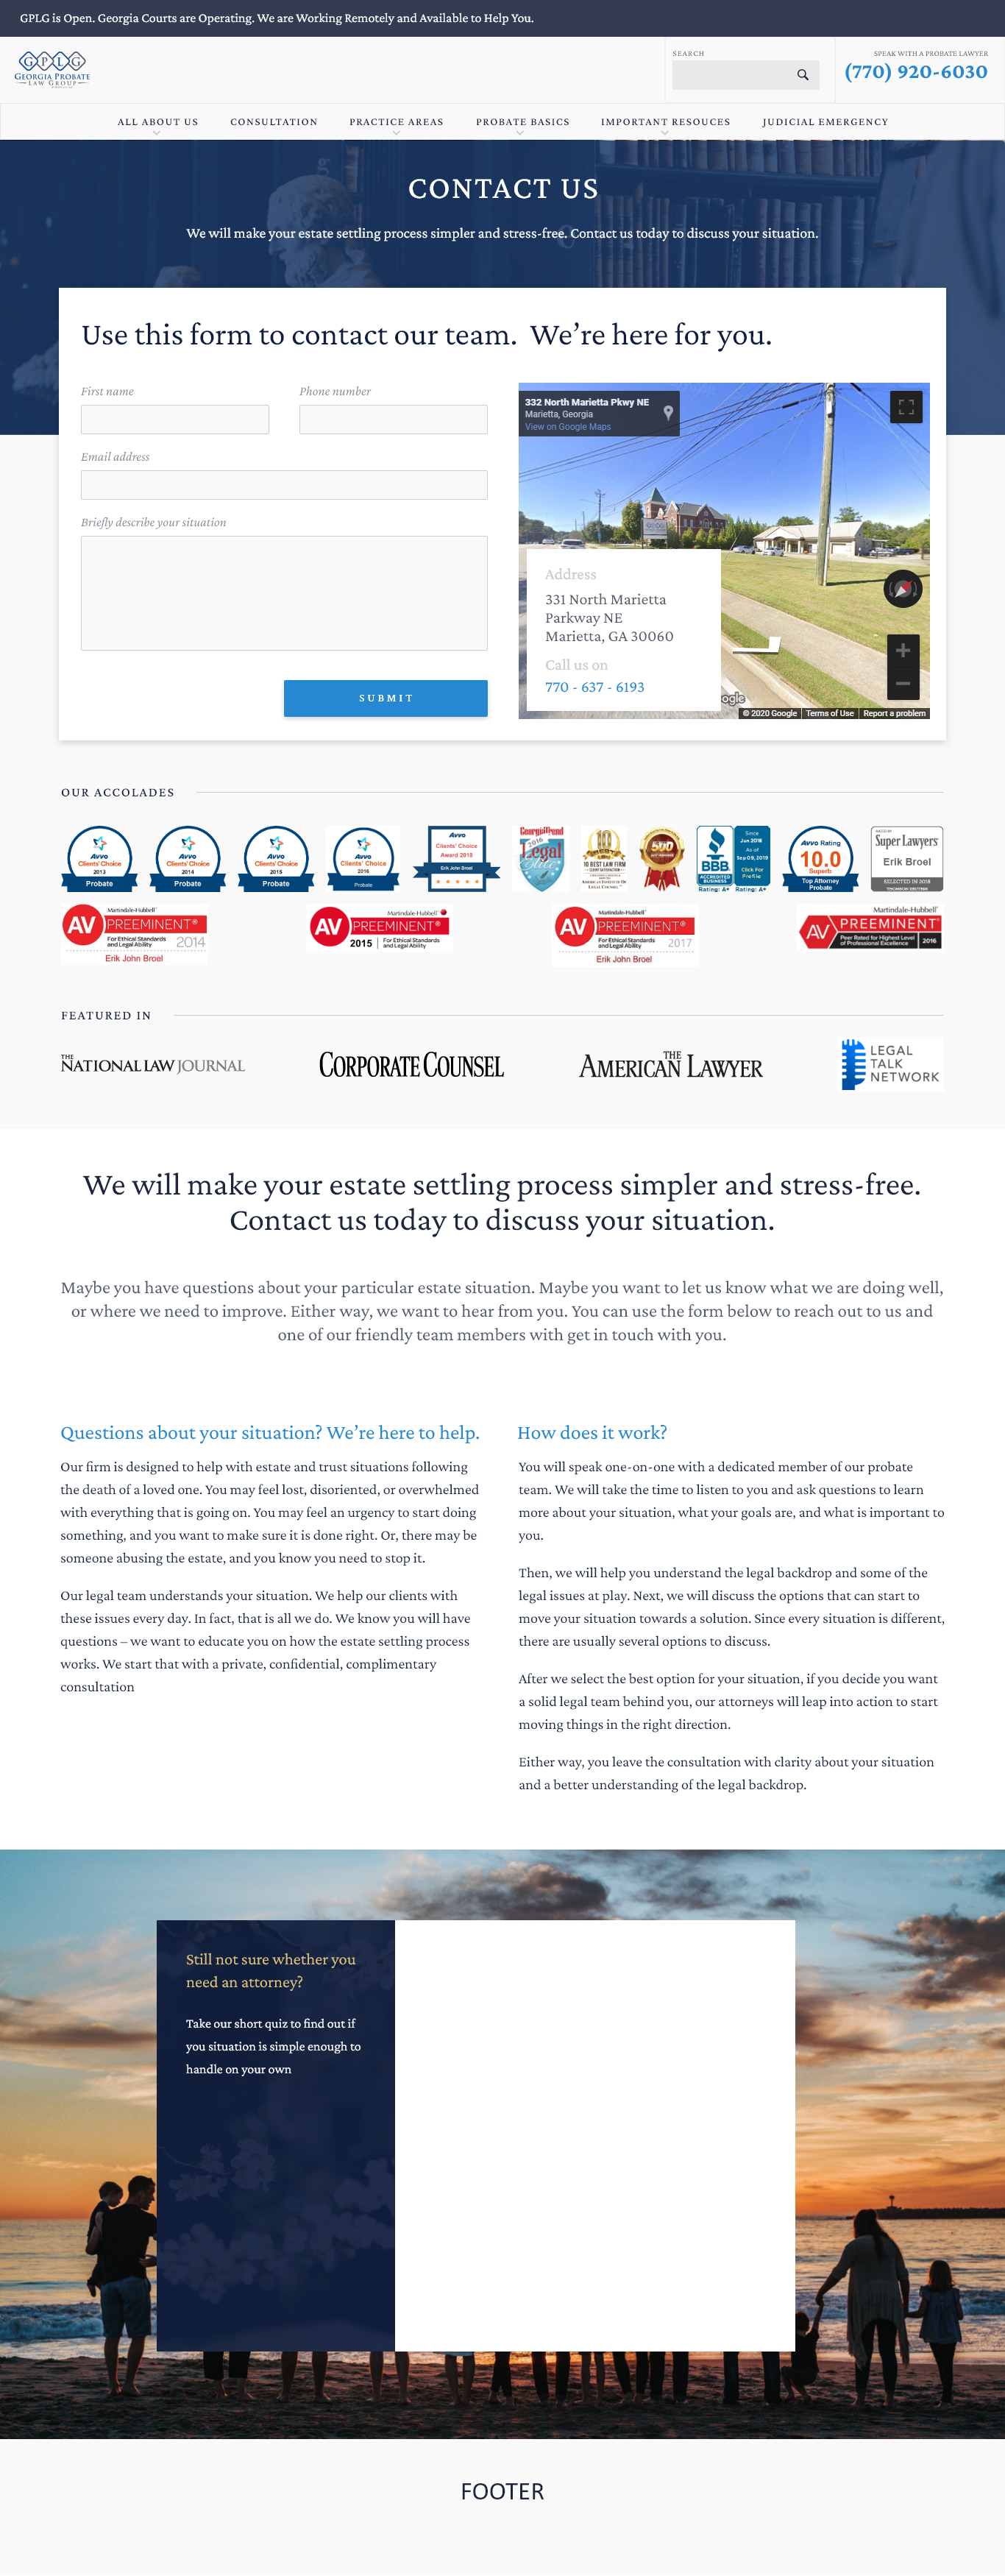 GPLG is Open. Georgia Courts are Operating. We are Working Remotely and Available to Help You.
GPLG
GEORGIA PROBATE
LAW GROUP
SEARCH
SPEAK WITH A PROBATE LAWYER
(770) 920-6030
ALL ABOUT US
CONSULTATION
PRACTICE AREAS
PROBATE BASICS
IMPORTANT RESOUCES
JUDICIAL EMERGENCY
CONTACT US
We will make your estate settling process simpler and stress-free. Contact us today to discuss your situation.
Use this form to contact our team. We’re here for you.
First name
Phone number
Email address
Briefly describe your situation
SUBMIT
332 North Marietta Pkwy NE
Marietta, Georgia
View on Google Maps
Address
331 North Marietta
Parkway NE
Marietta, GA 30060
Call us on
770 - 637 - 6193
© 2020 Google
Terms of Use
Report a problem
OUR ACCOLADES
Avvo
Clients' Choice
2013
Probate
Avvo
Clients' Choice
2014
Probate
Avvo
Clients' Choice
2015
Probate
Avvo
Clients' Choice
2016
Probate
Avvo
Clients' Choice
Award 2018
Erik John Broel
GeorgiaTrend
2016
Legal
10
10 BEST LAW FIRM
BBB
ACCREDITED
BUSINESS
Rating: A+
Since
Jun 2018
As of
Sep 09, 2019
Click For
Profile
Rating: A+
Avvo Rating
10.0
Superb
Top Attorney
Probate
RATED BY
Super Lawyers
Erik Broel
SELECTED IN 2018
AV
Martindale-Hubbell
PREEMINENT®
For Ethical Standards
and Legal Ability
2014
Erik John Broel
AV
Martindale-Hubbell
PREEMINENT®
2015
For Ethical Standards
and Legal Ability
AV
Martindale-Hubbell
PREEMINENT®
For Ethical Standards
and Legal Ability
2017
Erik John Broel
Martindale-Hubbell
AV
PREEMINENT®
Peer Rated for Highest Level
of Professional Excellence
2016
FEATURED IN
THE
NATIONAL LAW JOURNAL
CORPORATE COUNSEL
THE
AMERICAN LAWYER
LEGAL
TALK
NETWORK
We will make your estate settling process simpler and stress-free.
Contact us today to discuss your situation.
Maybe you have questions about your particular estate situation. Maybe you want to let us know what we are doing well,
or where we need to improve. Either way, we want to hear from you. You can use the form below to reach out to us and
one of our friendly team members with get in touch with you.
Questions about your situation? We’re here to help.
Our firm is designed to help with estate and trust situations following
the death of a loved one. You may feel lost, disoriented, or overwhelmed
with everything that is going on. You may feel an urgency to start doing
something, and you want to make sure it is done right. Or, there may be
someone abusing the estate, and you know you need to stop it.
Our legal team understands your situation. We help our clients with
these issues every day. In fact, that is all we do. We know you will have
questions – we want to educate you on how the estate settling process
works. We start that with a private, confidential, complimentary
consultation
How does it work?
You will speak one-on-one with a dedicated member of our probate
team. We will take the time to listen to you and ask questions to learn
more about your situation, what your goals are, and what is important to
you.
Then, we will help you understand the legal backdrop and some of the
legal issues at play. Next, we will discuss the options that can start to
move your situation towards a solution. Since every situation is different,
there are usually several options to discuss.
After we select the best option for your situation, if you decide you want
a solid legal team behind you, our attorneys will leap into action to start
moving things in the right direction.
Either way, you leave the consultation with clarity about your situation
and a better understanding of the legal backdrop.
Still not sure whether you
need an attorney?
Take our short quiz to find out if
you situation is simple enough to
handle on your own
FOOTER